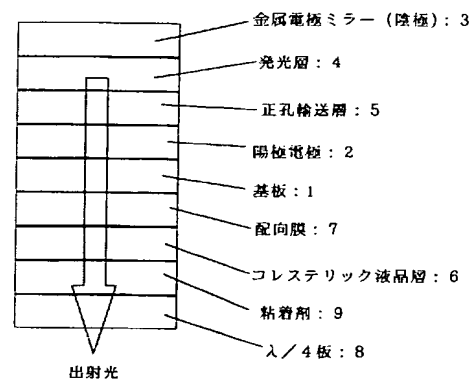 金属電極ミラー(陰極):3
発光層:4
正孔輸送層:5
陽極電極:2
基板:1
配向膜:7
コレステリック液晶層:6
粘着剤:9
λ/4板:8
出射光